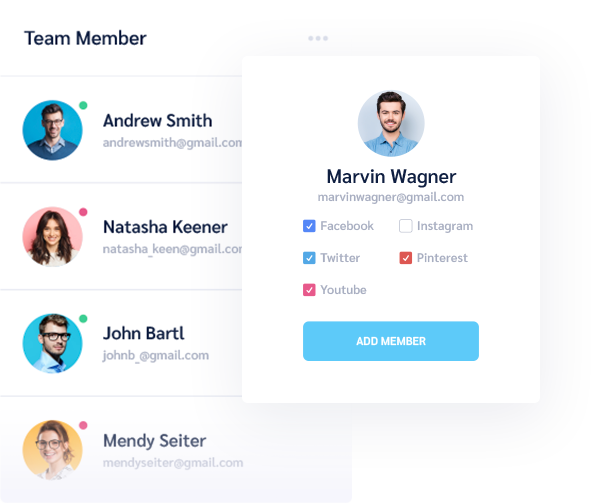 Team Member
Andrew Smith
andrewsmith@gmail.com
Natasha Keener
natasha_keen@gmail.com
John Bartl
johnb_@gmail.com
Mendy Seiter
mendyseiter@gmail.com
Marvin Wagner
marvinwagner@gmail.com
Facebook
Instagram
Twitter
Pinterest
Youtube
ADD MEMBER